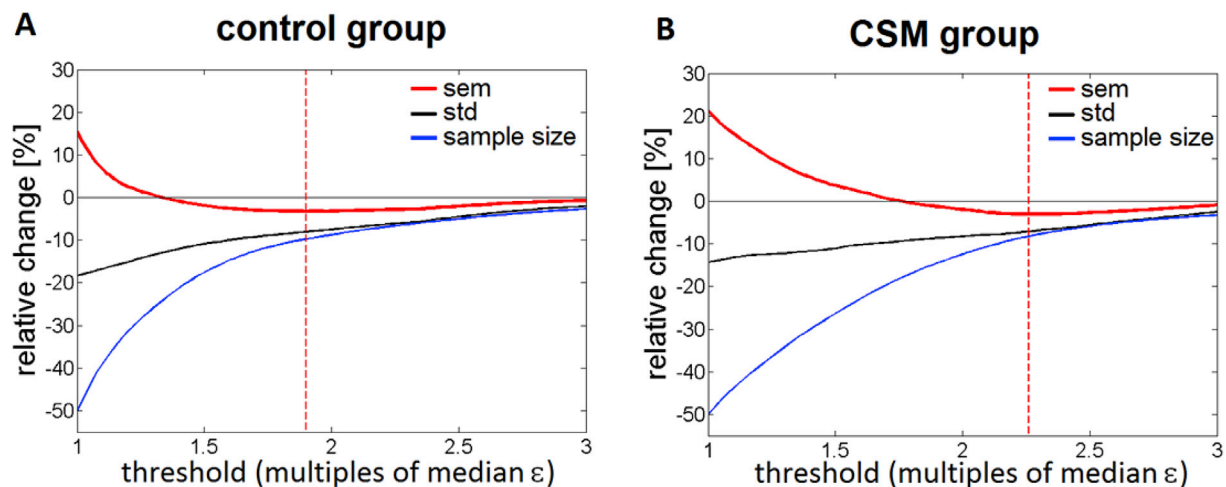 A
control group
30
20
10
0
-10
-20
-30
-40
-50
relative change [%]
sem
std
sample size
1
1.5
2
2.5
3
threshold (multiples of median ε)
B
CSM group
30
20
10
0
-10
-20
-30
-40
-50
relative change [%]
sem
std
sample size
1
1.5
2
2.5
3
threshold (multiples of median ε)